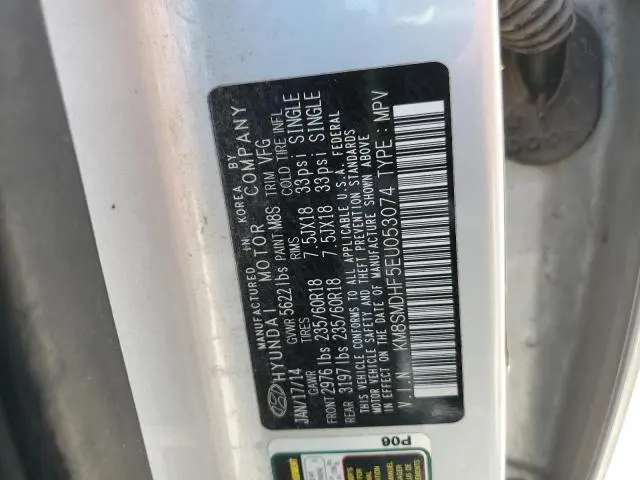 MANUFACTURED IN KOREA BY
HYUNDAI MOTOR COMPANY
JAN/17/14 GVWR 5622 lbs PAINT M8S TRIM VFG
GAWR TIRES RIMS COLD TIRE INFL
FRONT 2976 lbs 235/60R18 7.5JX18 33psi SINGLE
REAR 3197 lbs 235/60R18 7.5JX18 33psi SINGLE
THIS VEHICLE CONFORMS TO ALL APPLICABLE U.S.A. FEDERAL
MOTOR VEHICLE SAFETY, BUMPER, AND THEFT PREVENTION
STANDARDS IN EFFECT ON THE DATE OF MANUFACTURE SHOWN ABOVE
V.I.N KM8SMDHF5EU053074 TYPE : MPV
P06